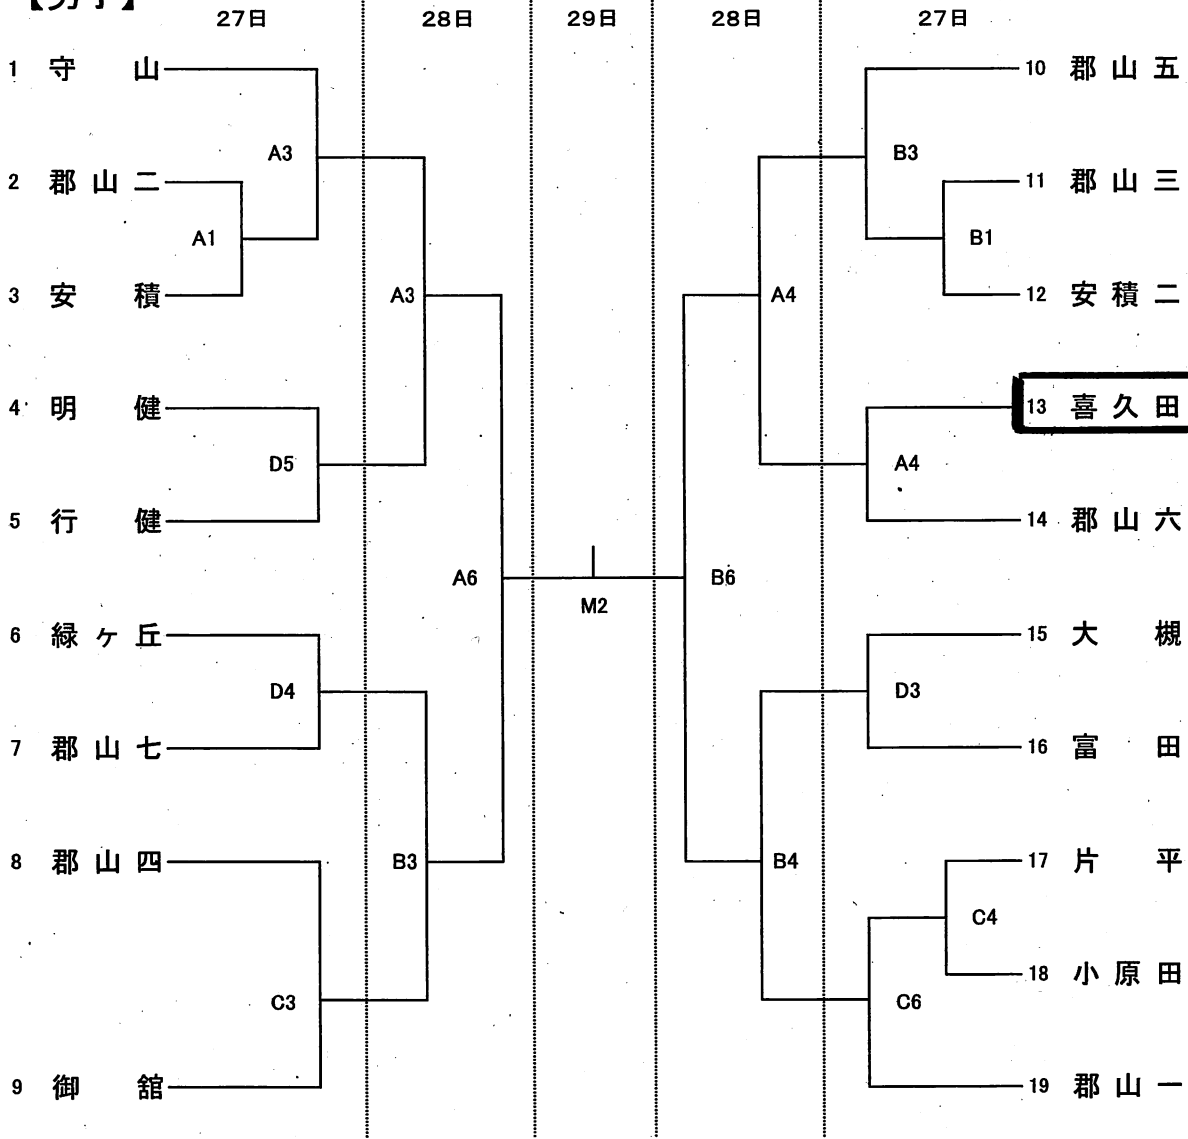 【男子】
27日 28日 29日 28日 27日
1 守山
2 郡山二
3 安積
4 明健
5 行健
6 緑ヶ丘
7 郡山七
8 郡山四
9 御舘
A3
A1
D5
D4
C3
A3
B3
A6
M2
B6
A4
B4
B3
B1
A4
D3
C4
C6
10 郡山五
11 郡山三
12 安積二
13 喜久田
14 郡山六
15 大槻
16 富田
17 片平
18 小原田
19 郡山一